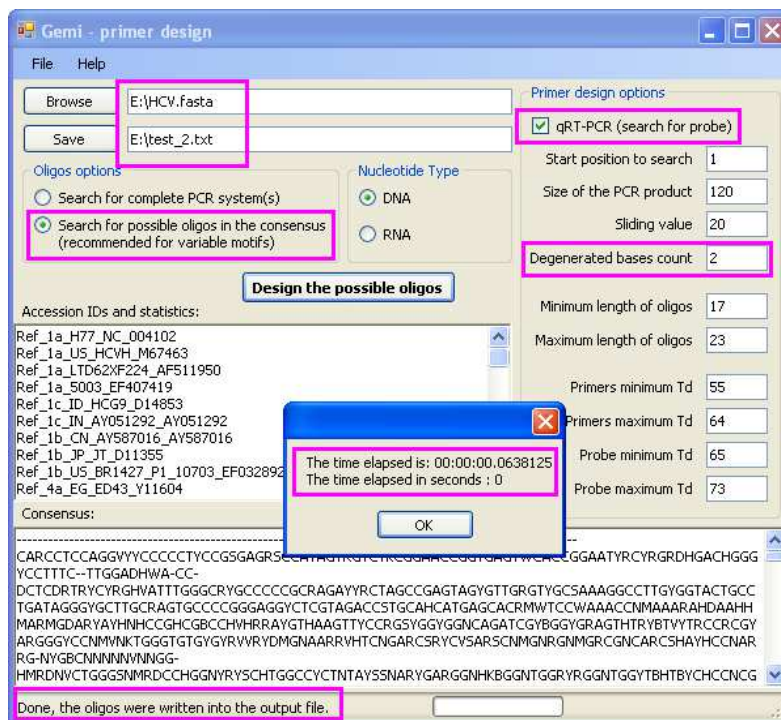 Gemi - primer design
File Help
Browse E:\HCV.fasta
Save E:\test_2.txt
Oligos options
Search for complete PCR system(s)
Search for possible oligos in the consensus
(recommended for variable motifs)
Nucleotide Type
DNA
RNA
Design the possible oligos
Primer design options
qRT-PCR (search for probe)
Start position to search 1
Size of the PCR product 120
Sliding value 20
Degenerated bases count 2
Minimum length of oligos 17
Maximum length of oligos 23
Primers minimum Td 55
Primers maximum Td 64
Probe minimum Td 65
Probe maximum Td 73
Accession IDs and statistics:
Ref_1a_H77_NC_004102
Ref_1a_US_HCVH_M67463
Ref_1a_LTD62XF224_AF511950
Ref_1a_5003_EF407419
Ref_1c_ID_HCG9_D14853
Ref_1c_IN_AY051292_AY051292
Ref_1b_CN_AY587016_AY587016
Ref_1b_JP_JT_D11355
Ref_1b_US_BR1427_P1_10703_EF032892
Ref_4a_EG_ED43_Y11604
The time elapsed is: 00:00:00.0638125
The time elapsed in seconds : 0
OK
Consensus:
YCCTTTC--TTGGADHWA-CC-
DCTCDRTRYCYRGHVATTTGGGCRYGCCCCCGCRAGAYYRCTAGCCGAGTAGYGTTGRGTYGCSAAAGGCCTTGYGGTACTGCC
TGATAGGGYGCTTGCRAGTGCCCCGGGAGGYCTCGTAGACCSTGCAHCATGAGCACRMWTCCWAAACCNMAAARAHDAAHH
MARMGDARYAYHNHCCGHCGBCCHVHRRAYGTHAAGTTYCCRGSYGGYGGNCAGATCGYBGGYGRAGTHTRYBTVYTRCCRCGY
ARGGGYCCNMVNKTGGGTGTGYGYRVVRYDMGNAARRVHTCNGARCSRYCVSARCSNMGNRGNMGRCGNCARCSHAYHCCNAR
RG-NYGBCNNNNNVNNGG-
HMRDNVCTGGGSNMRDCCHGGNYRYSCHTGGCCYCTNTAYSSNARYGARGGNHKBGGNTGGRYRGGNTGGYTBHTBYCHCCNCG
Done, the oligos were written into the output file.